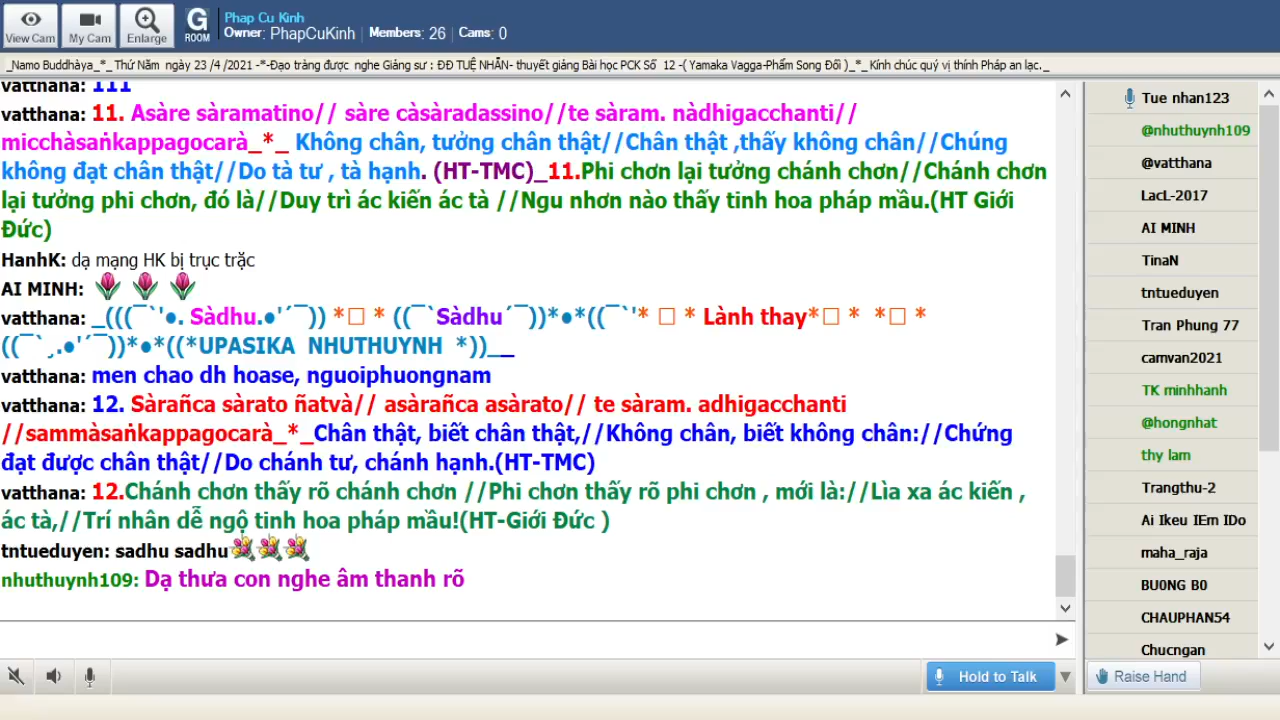 View Cam
My Cam
Enlarge
G
ROOM
Phap Cu Kinh
Owner: PhapCuKinh | Members: 26 | Cams: 0
_Namo Buddhàya_*_ Thứ Năm ngày 23 /4 /2021 -*-Đạo tràng được nghe Giảng sư : ĐĐ TUỆ NHẪN- thuyết giảng Bài học PCK Số 12 -( Yamaka Vagga-Phẩm Song Đối )_*_ Kính chúc quý vị thính Pháp an lạc._
vatthana: 111
vatthana: 11. Asàre sàramatino// sàre càsàradassino//te sàram. nàdhigacchanti//
micchàsaṅkappagocarà_*_ Không chân, tưởng chân thật//Chân thật ,thấy không chân//Chúng
không đạt chân thật//Do tà tư , tà hạnh. (HT-TMC)_11.Phi chơn lại tưởng chánh chơn//Chánh chơn
lại tưởng phi chơn, đó là//Duy trì ác kiến ác tà //Ngu nhơn nào thấy tinh hoa pháp mầu.(HT Giới
Đức)
HanhK: dạ mạng HK bị trục trặc
AI MINH:
vatthana: _(((¯`'●. Sàdhu.●'´¯)) *□ * ((¯`Sàdhu´¯))*●*((¯`'* □ * Lành thay*□ * *□ *
((¯`¸.●'´¯))*●*((*UPASIKA NHUTHUYNH *))__
vatthana: men chao dh hoase, nguoiphuongnam
vatthana: 12. Sàrañca sàrato ñatvà// asàrañca asàrato// te sàram. adhigacchanti
//sammàsaṅkappagocarà_*_Chân thật, biết chân thật,//Không chân, biết không chân://Chứng
đạt được chân thật//Do chánh tư, chánh hạnh.(HT-TMC)
vatthana: 12.Chánh chơn thấy rõ chánh chơn //Phi chơn thấy rõ phi chơn , mới là://Lìa xa ác kiến ,
ác tà,//Trí nhân dễ ngộ tinh hoa pháp mầu!(HT-Giới Đức )
tntueduyen: sadhu sadhu
nhuthuynh109: Dạ thưa con nghe âm thanh rõ
Tue nhan123
@nhuthuynh109
@vatthana
LacL-2017
AI MINH
TinaN
tntueduyen
Tran Phung 77
camvan2021
TK minhhanh
@hongnhat
thy lam
Trangthu-2
Ai Ikeu IEm IDo
maha_raja
BU0NG B0
CHAUPHAN54
Chucngan
Hold to Talk
Raise Hand